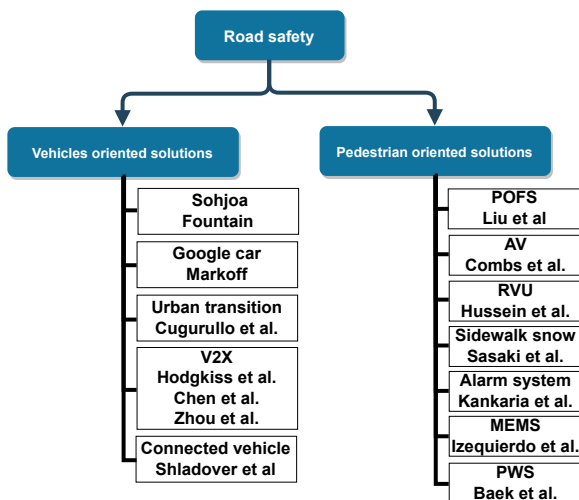 Road safety
Vehicles oriented solutions
Sohjoa
Fountain
Google car
Markoff
Urban transition
Cugurullo et al.
V2X
Hodgkiss et al.
Chen et al.
Zhou et al.
Connected vehicle
Shladover et al
Pedestrian oriented solutions
POFS
Liu et al
AV
Combs et al.
RVU
Hussein et al.
Sidewalk snow
Sasaki et al.
Alarm system
Kankaria et al.
MEMS
Izequierdo et al.
PWS
Baek et al.